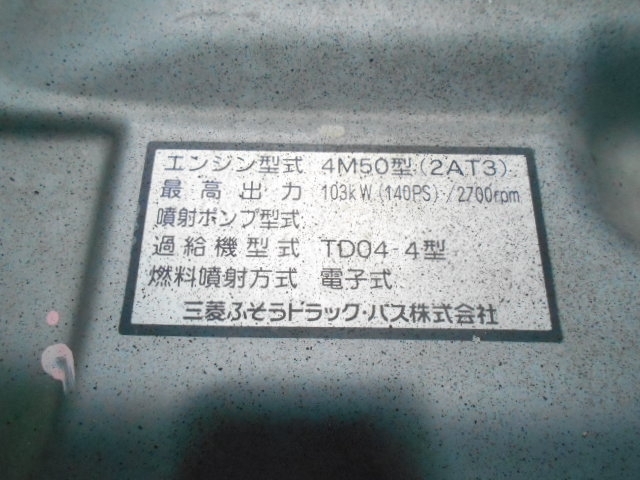 エンジン型式 4M50型(2AT3)
最高出力 103kW(140PS)/2700rpm
噴射ポンプ型式
過給機型式 TD04-4型
燃料噴射方式 電子式
三菱ふそうトラック・バス株式会社